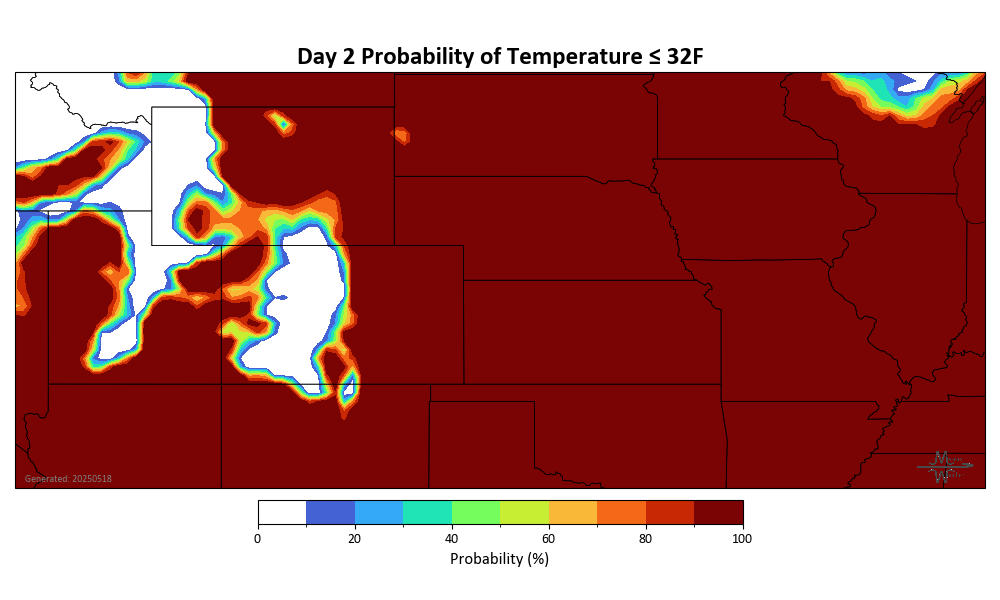 Day 2 Probability of Temperature ≤ 32F
Generated: 20250518
0 20 40 60 80 100
Probability (%)